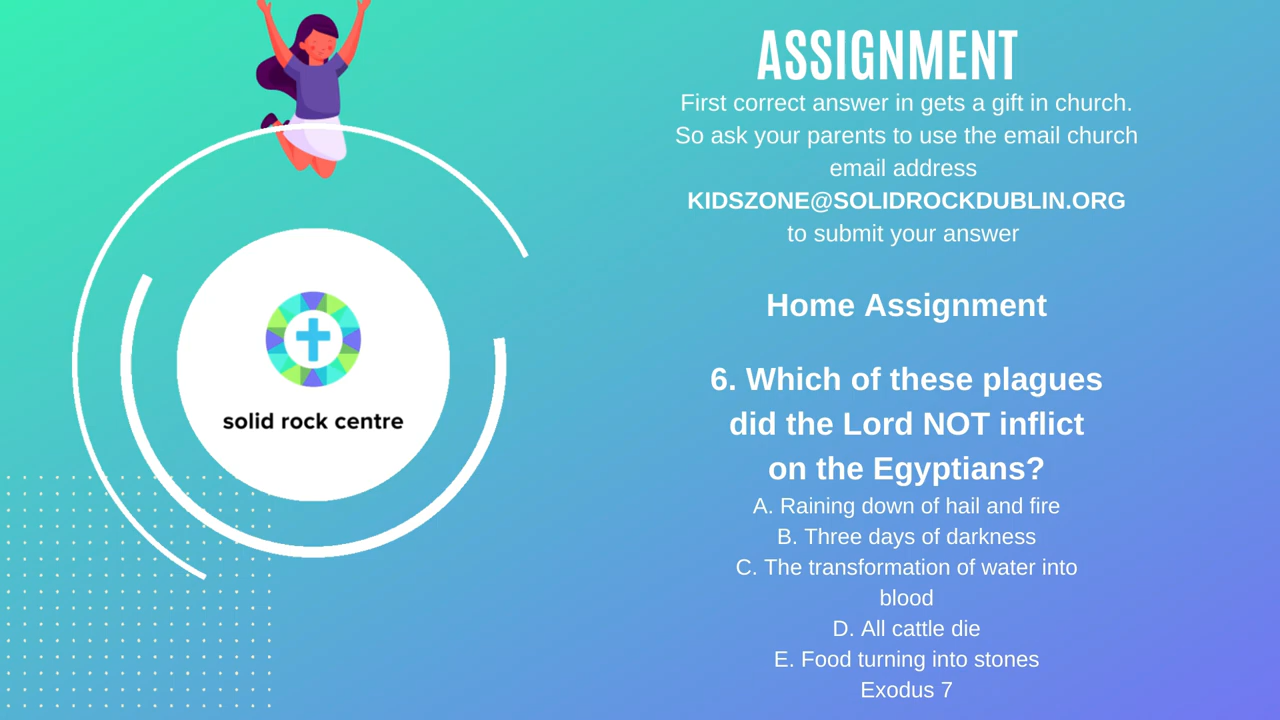 ASSIGNMENT
First correct answer in gets a gift in church.
So ask your parents to use the email church
email address
KIDSZONE@SOLIDROCKDUBLIN.ORG
to submit your answer
Home Assignment
6. Which of these plagues
did the Lord NOT inflict
on the Egyptians?
A. Raining down of hail and fire
B. Three days of darkness
C. The transformation of water into
blood
D. All cattle die
E. Food turning into stones
Exodus 7
solid rock centre